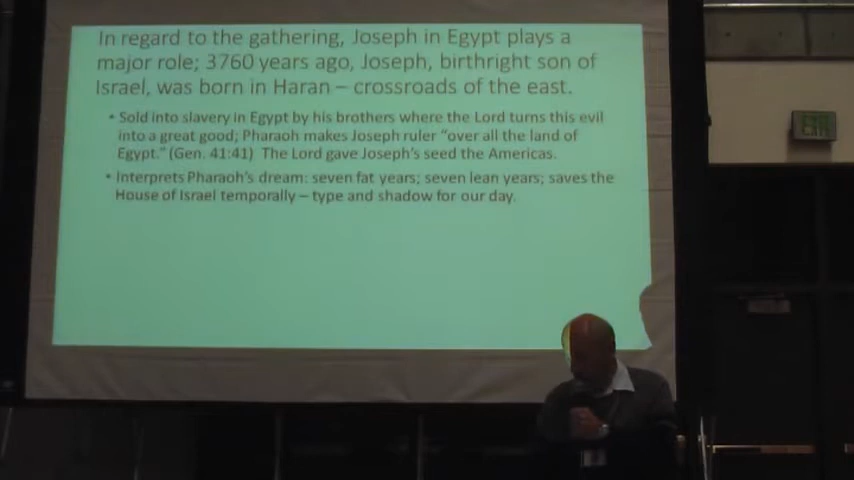 In regard to the gathering, Joseph in Egypt plays a
major role; 3760 years ago, Joseph, birthright son of
Israel, was born in Haran – crossroads of the east.
• Sold into slavery in Egypt by his brothers where the Lord turns this evil
into a great good; Pharaoh makes Joseph ruler “over all the land of
Egypt.” (Gen. 41:41) The Lord gave Joseph’s seed the Americas.
• Interprets Pharaoh’s dream: seven fat years; seven lean years; saves the
House of Israel temporally – type and shadow for our day.
EXIT